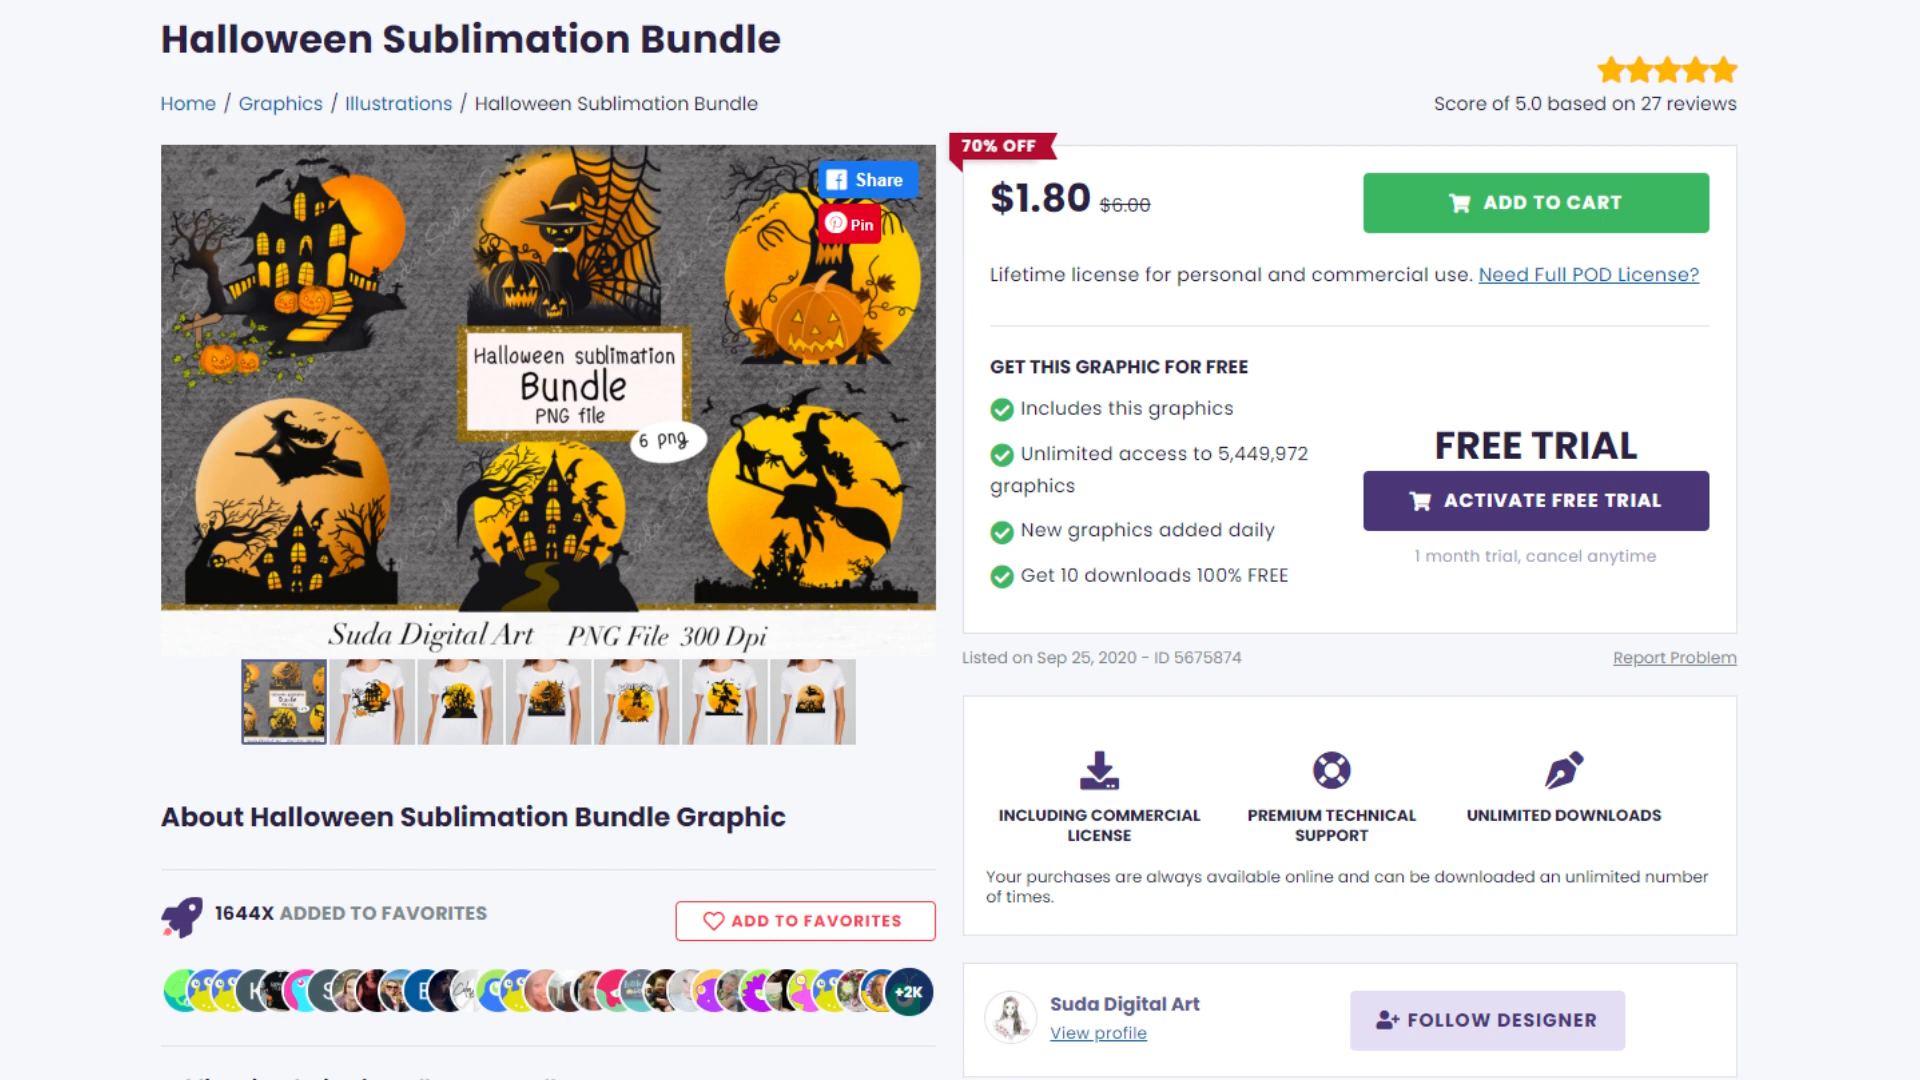 Halloween Sublimation Bundle
Home / Graphics / Illustrations / Halloween Sublimation Bundle
Score of 5.0 based on 27 reviews
Share
Pin
Halloween sublimation
Bundle
PNG file
6 png
Suda Digital Art PNG File 300 Dpi
70% OFF
$1.80 $6.00
ADD TO CART
Lifetime license for personal and commercial use. Need Full POD License?
GET THIS GRAPHIC FOR FREE
Includes this graphics
Unlimited access to 5,449,972
graphics
New graphics added daily
Get 10 downloads 100% FREE
FREE TRIAL
ACTIVATE FREE TRIAL
1 month trial, cancel anytime
Listed on Sep 25, 2020 - ID 5675874
Report Problem
INCLUDING COMMERCIAL
LICENSE
PREMIUM TECHNICAL
SUPPORT
UNLIMITED DOWNLOADS
Your purchases are always available online and can be downloaded an unlimited number
of times.
About Halloween Sublimation Bundle Graphic
1644X ADDED TO FAVORITES
ADD TO FAVORITES
+2K
Suda Digital Art
View profile
FOLLOW DESIGNER